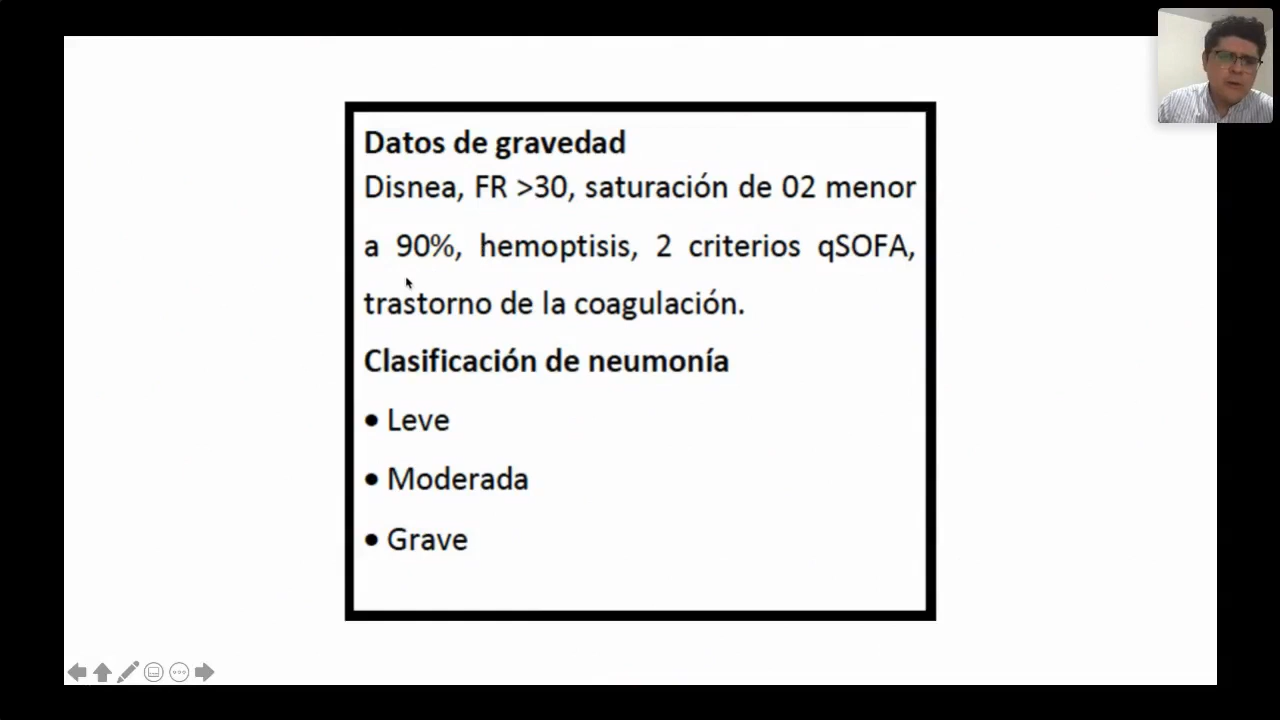 Datos de gravedad
Disnea, FR >30, saturación de 02 menor
a 90%, hemoptisis, 2 criterios qSOFA,
trastorno de la coagulación.
Clasificación de neumonía
• Leve
• Moderada
• Grave